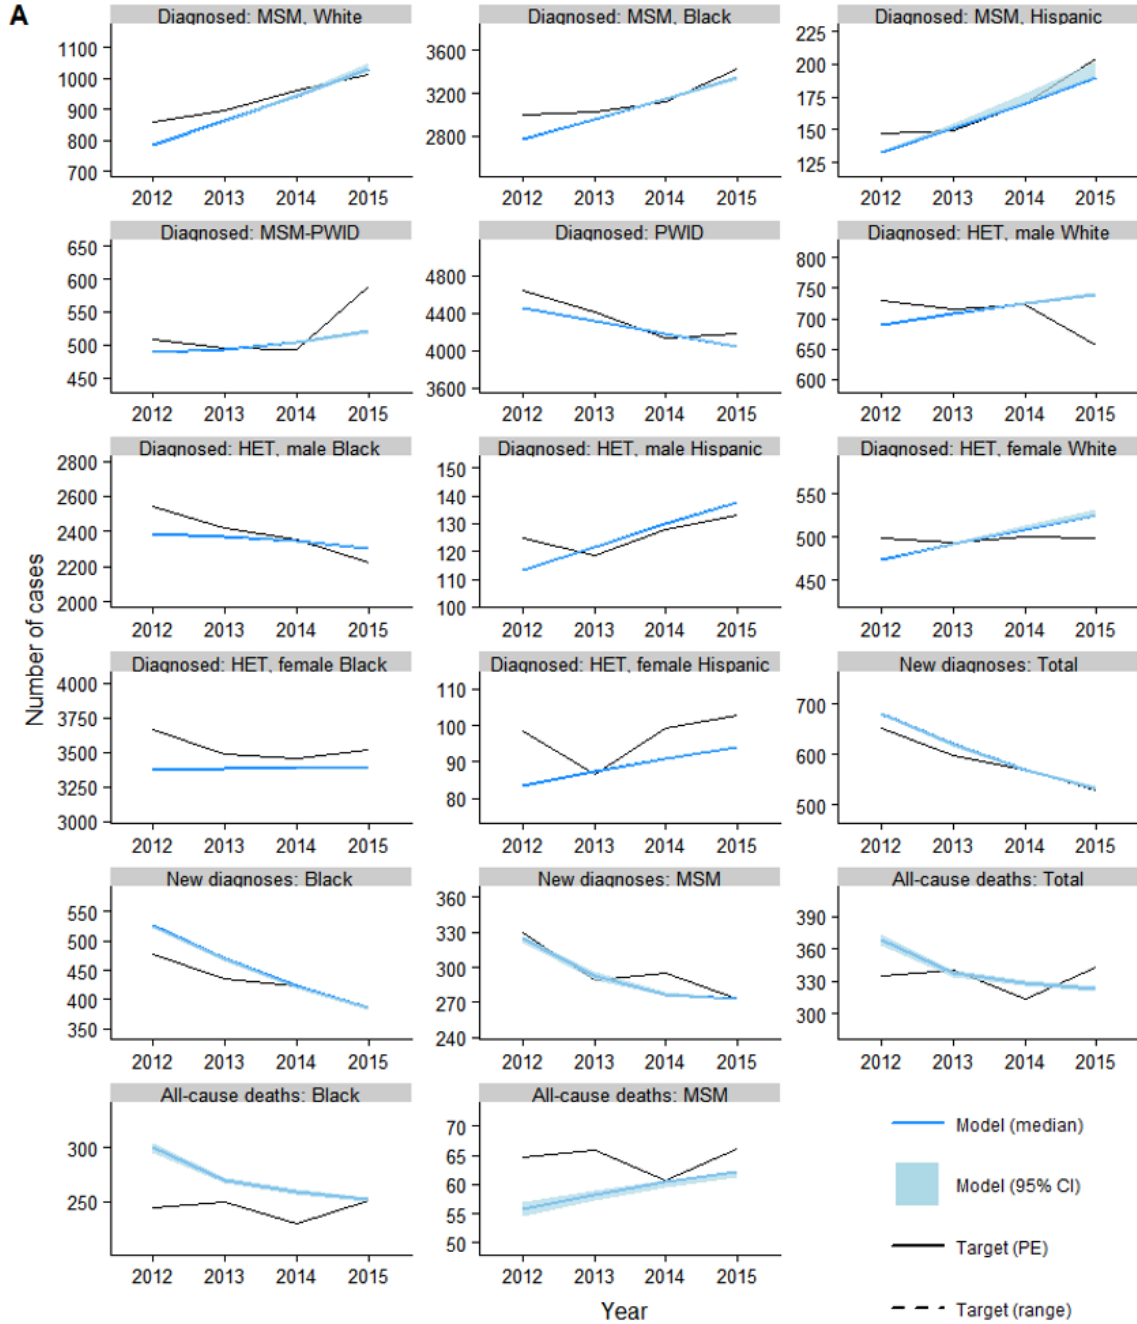 A
Number of cases
Diagnosed: MSM, White
1100
1000
900
800
700
2012 2013 2014 2015
Diagnosed: MSM, Black
3600
3200
2800
2012 2013 2014 2015
Diagnosed: MSM, Hispanic
225
200
175
150
125
2012 2013 2014 2015
Diagnosed: MSM-PWID
650
600
550
500
450
2012 2013 2014 2015
Diagnosed: PWID
4800
4400
4000
3600
2012 2013 2014 2015
Diagnosed: HET, male White
800
750
700
650
600
2012 2013 2014 2015
Diagnosed: HET, male Black
2800
2600
2400
2200
2000
2012 2013 2014 2015
Diagnosed: HET, male Hispanic
150
140
130
120
110
100
2012 2013 2014 2015
Diagnosed: HET, female White
550
500
450
2012 2013 2014 2015
Diagnosed: HET, female Black
4000
3750
3500
3250
3000
2012 2013 2014 2015
Diagnosed: HET, female Hispanic
110
100
90
80
2012 2013 2014 2015
New diagnoses: Total
700
600
500
2012 2013 2014 2015
New diagnoses: Black
550
500
450
400
350
2012 2013 2014 2015
New diagnoses: MSM
360
330
300
270
240
2012 2013 2014 2015
All-cause deaths: Total
390
360
330
300
2012 2013 2014 2015
All-cause deaths: Black
300
250
2012 2013 2014 2015
All-cause deaths: MSM
70
65
60
55
50
2012 2013 2014 2015
Year
Model (median)
Model (95% CI)
Target (PE)
Target (range)